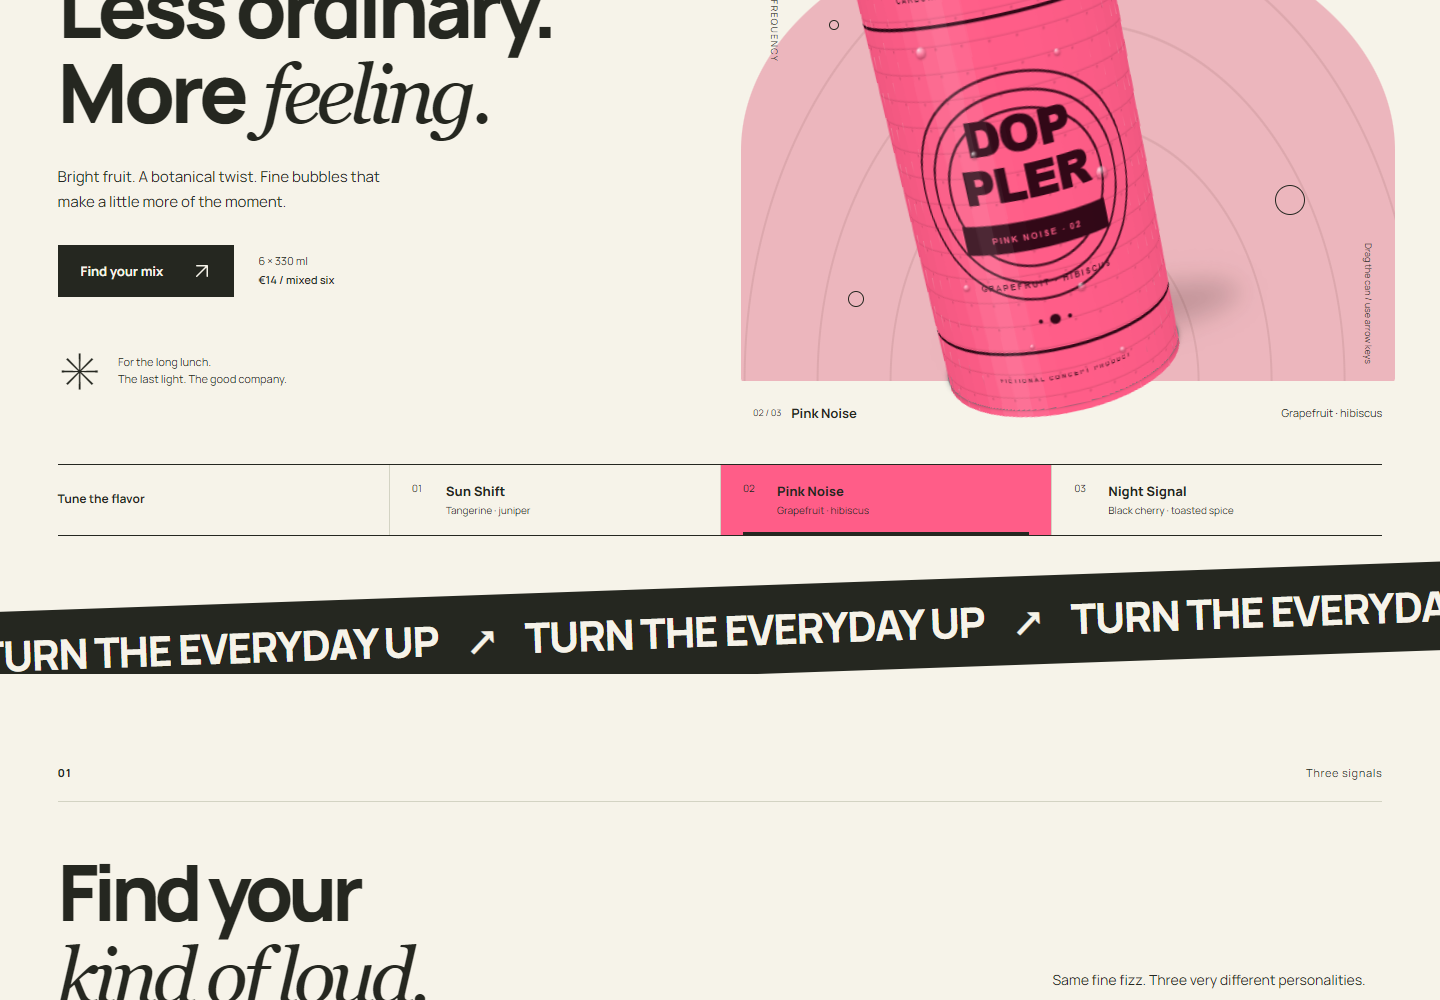 Less ordinary.
More feeling.
Bright fruit. A botanical twist. Fine bubbles that
make a little more of the moment.
Find your mix
6 × 330 ml
€14 / mixed six
For the long lunch.
The last light. The good company.
FREQUENCY
DOP
PLER
PINK NOISE · 02
GRAPEFRUIT · HIBISCUS
FICTIONAL CONCEPT PRODUCT
Drag the can / use arrow keys
02 / 03 Pink Noise
Grapefruit · hibiscus
Tune the flavor
01 Sun Shift
Tangerine · juniper
02 Pink Noise
Grapefruit · hibiscus
03 Night Signal
Black cherry · toasted spice
TURN THE EVERYDAY UP ↗ TURN THE EVERYDAY UP ↗ TURN THE EVERYDA
01
Three signals
Find your
kind of loud.
Same fine fizz. Three very different personalities.